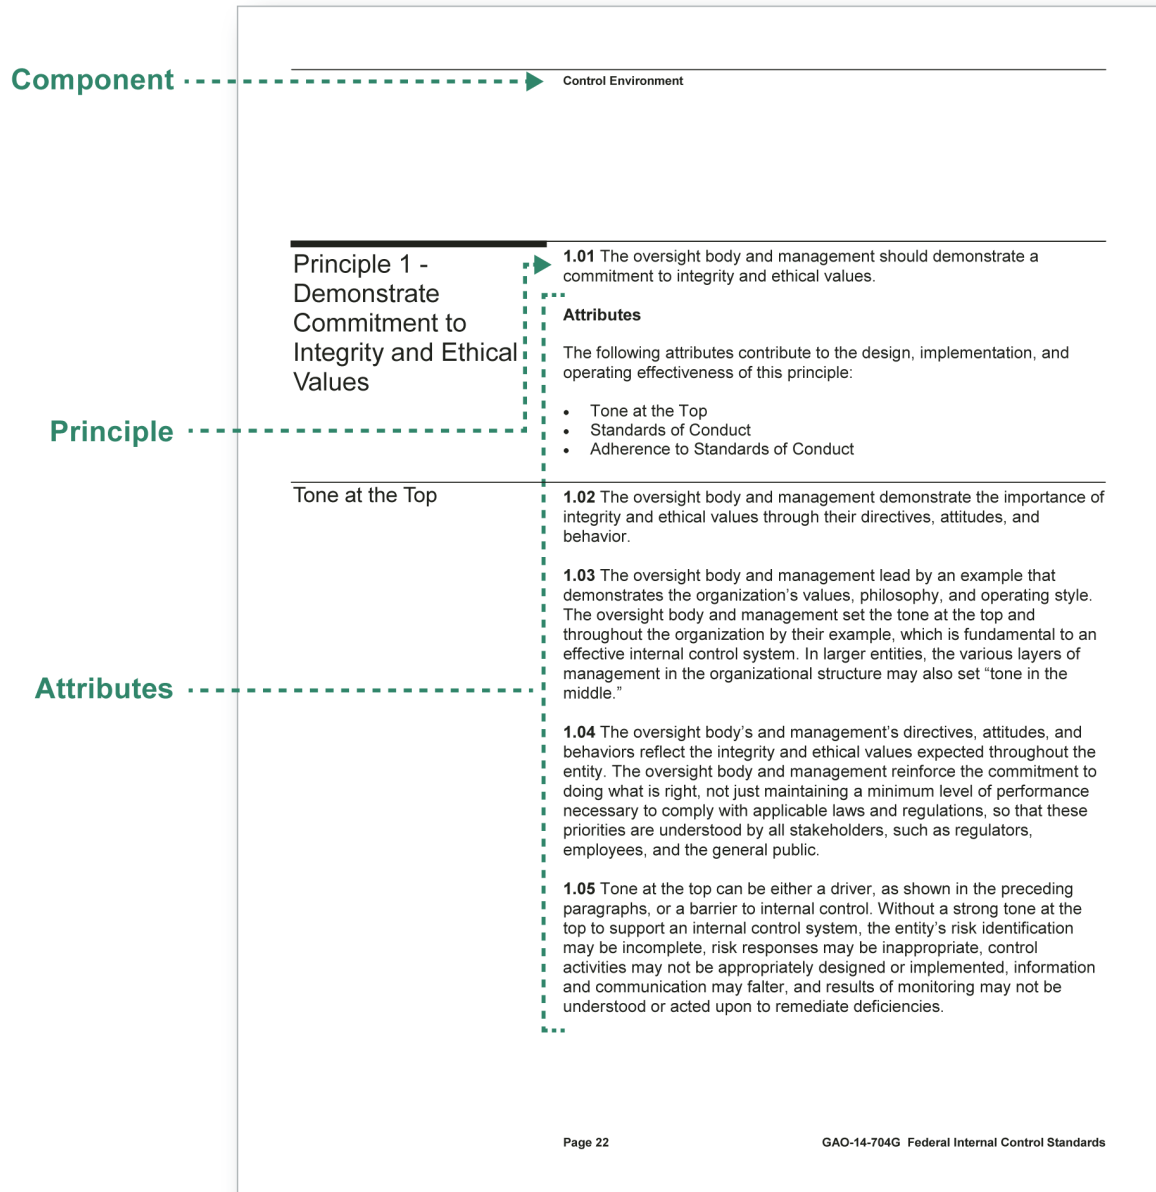 Component
Control Environment
Principle 1 -
Demonstrate
Commitment to
Integrity and Ethical
Values
1.01 The oversight body and management should demonstrate a
commitment to integrity and ethical values.
Attributes
The following attributes contribute to the design, implementation, and
operating effectiveness of this principle:
• Tone at the Top
• Standards of Conduct
• Adherence to Standards of Conduct
Principle
Tone at the Top
1.02 The oversight body and management demonstrate the importance of
integrity and ethical values through their directives, attitudes, and
behavior.
1.03 The oversight body and management lead by an example that
demonstrates the organization’s values, philosophy, and operating style.
The oversight body and management set the tone at the top and
throughout the organization by their example, which is fundamental to an
effective internal control system. In larger entities, the various layers of
management in the organizational structure may also set “tone in the
middle.”
Attributes
1.04 The oversight body’s and management’s directives, attitudes, and
behaviors reflect the integrity and ethical values expected throughout the
entity. The oversight body and management reinforce the commitment to
doing what is right, not just maintaining a minimum level of performance
necessary to comply with applicable laws and regulations, so that these
priorities are understood by all stakeholders, such as regulators,
employees, and the general public.
1.05 Tone at the top can be either a driver, as shown in the preceding
paragraphs, or a barrier to internal control. Without a strong tone at the
top to support an internal control system, the entity’s risk identification
may be incomplete, risk responses may be inappropriate, control
activities may not be appropriately designed or implemented, information
and communication may falter, and results of monitoring may not be
understood or acted upon to remediate deficiencies.
Page 22
GAO-14-704G Federal Internal Control Standards